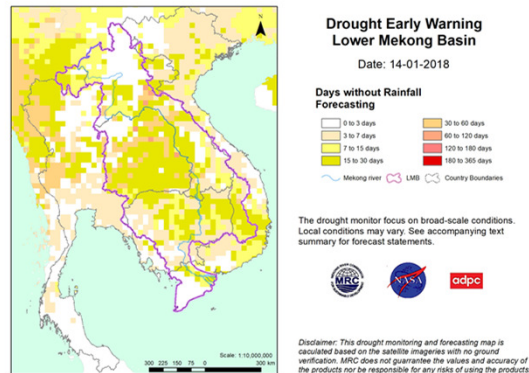 Drought Early Warning
Lower Mekong Basin
Date: 14-01-2018
Days without Rainfall
Forecasting
0 to 3 days
30 to 60 days
3 to 7 days
60 to 120 days
7 to 15 days
120 to 180 days
15 to 30 days
180 to 365 days
Mekong river
LMB
Country Boundaries
The drought monitor focus on broad-scale conditions.
Local conditions may vary. See accompanying text
summary for forecast statements.
MRC
NASA
adpc
N
Scale: 1:10,000,000
300 225 150 75 0 300 km
Disclaimer: This drought monitoring and forecasting map is
caculated based on the satellite imageries with no ground
verification. MRC does not guarrantee the values and accuracy of
the products nor be responsible for any risks of using the products